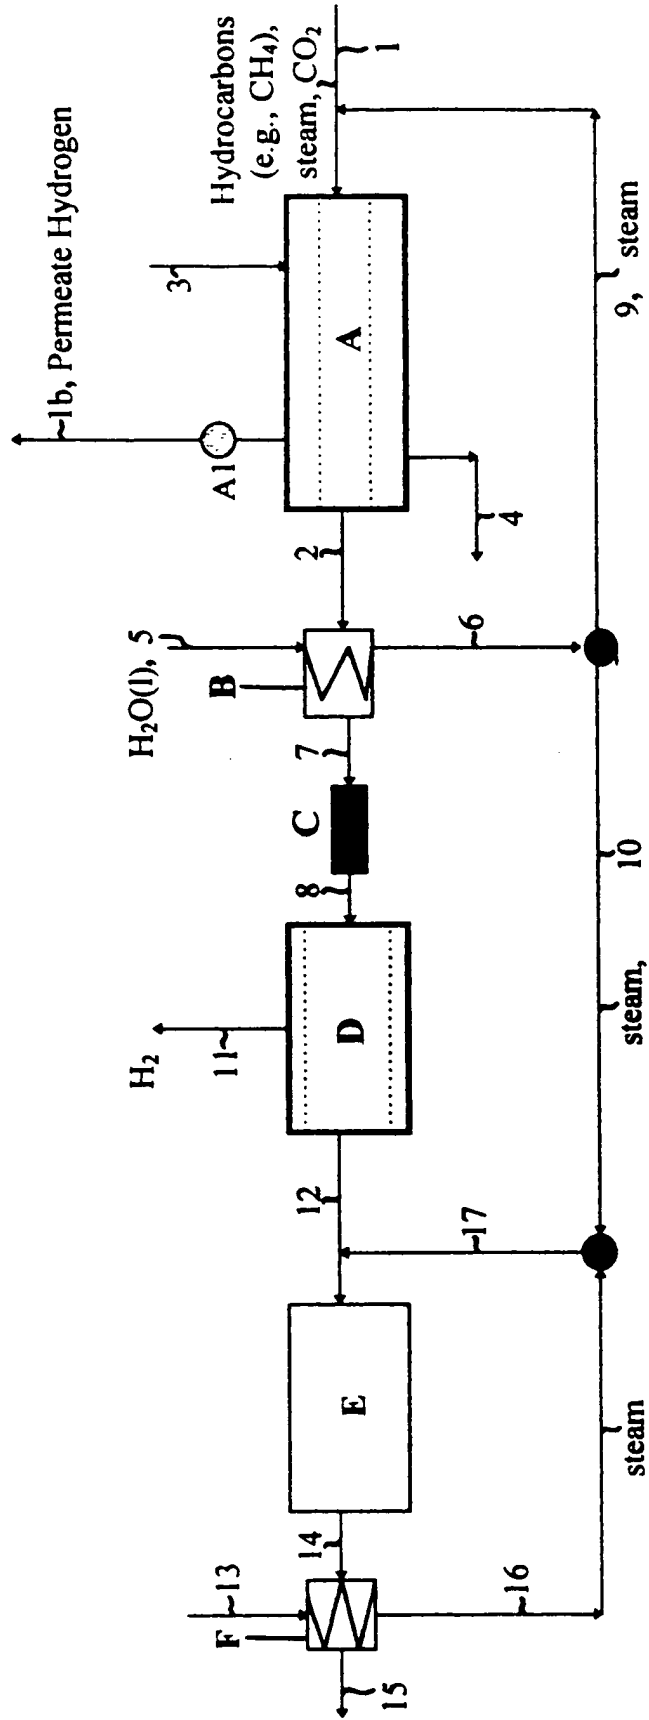 Hydrocarbons
(e.g., CH₄),
steam, CO₂
1
1b, Permeate Hydrogen
3
A1
A
2
4
9, steam
H₂O(l), 5
B
6
7
C
8
10
steam,
H₂
11
D
12
17
E
14
13
F
16
15
steam